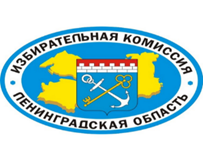 ИЗБИРАТЕЛЬНАЯ КОМИССИЯ
ЛЕНИНГРАДСКАЯ ОБЛАСТЬ